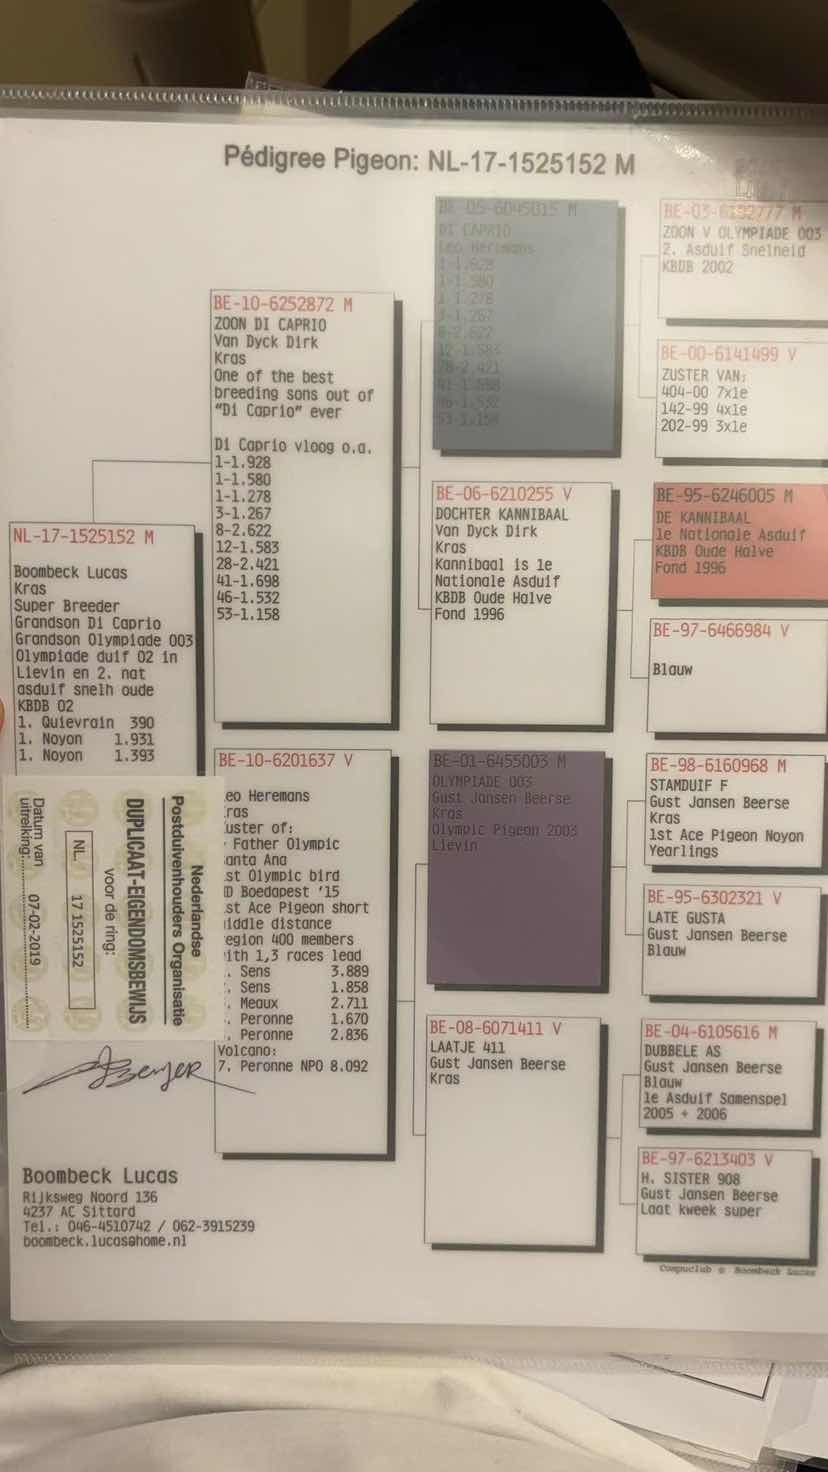 Pédigree Pigeon: NL-17-1525152 M
NL-17-1525152 M
Boombeck Lucas
Kras
Super Breeder
Grandson Di Caprio
Grandson Olympiade 003
Olympiade duif 02 in
Lievin en 2. nat
asduif snelh oude
KBDB 02
1. Quievrain 390
1. Noyon 1.931
1. Noyon 1.393
BE-10-6252872 M
ZOON DI CAPRIO
Van Dyck Dirk
Kras
One of the best
breeding sons out of
"Di Caprio" ever
Di Caprio vloog o.a.
1-1.928
1-1.580
1-1.278
3-1.267
8-2.622
12-1.583
28-2.421
41-1.698
46-1.532
53-1.158
BE-10-6201637 V
eo Heremans
ras
uster of:
Father Olympic
anta Ana
st Olympic bird
D Boedapest '15
st Ace Pigeon short
iddle distance
egion 400 members
ith 1,3 races lead
. Sens 3.889
. Sens 1.858
. Meaux 2.711
. Peronne 1.670
. Peronne 2.836
Volcano:
7. Peronne NPO 8.092
BE-05-6045015 M
DI CAPRIO
Leo Heremans
1-1.928
1-1.580
1-1.278
3-1.267
8-2.622
12-1.583
28-2.421
41-1.698
46-1.532
53-1.158
BE-06-6210255 V
DOCHTER KANNIBAAL
Van Dyck Dirk
Kras
Kannibaal is 1e
Nationale Asduif
KBDB Oude Halve
Fond 1996
BE-01-6455003 M
OLYMPIADE 003
Gust Jansen Beerse
Kras
Olympic Pigeon 2003
Lievin
BE-08-6071411 V
LAATJE 411
Gust Jansen Beerse
Kras
BE-03-6192777 M
ZOON V OLYMPIADE 003
2. Asduif Snelheid
KBDB 2002
BE-00-6141499 V
ZUSTER VAN:
404-00 7x1e
142-99 4x1e
202-99 3x1e
BE-95-6246005 M
DE KANNIBAAL
1e Nationale Asduif
KBDB Oude Halve
Fond 1996
BE-97-6466984 V
Blauw
BE-98-6160968 M
STAMDUIF F
Gust Jansen Beerse
Kras
1st Ace Pigeon Noyon
Yearlings
BE-95-6302321 V
LATE GUSTA
Gust Jansen Beerse
Blauw
BE-04-6105616 M
DUBBELE AS
Gust Jansen Beerse
Blauw
1e Asduif Samenspel
2005 + 2006
BE-97-6213403 V
H. SISTER 908
Gust Jansen Beerse
Laat kweek super
Nederlandse
Postduivenhouders Organisatie
DUPLICAAT-EIGENDOMSBEWIJS
voor de ring:
NL 17 1525152
Datum van
uitreiking: 07-02-2019
Boombeck Lucas
Rijksweg Noord 136
4237 AC Sittard
Tel.: 046-4510742 / 062-3915239
boombeck.lucas@home.nl
Compuclub © Boombeck Lucas